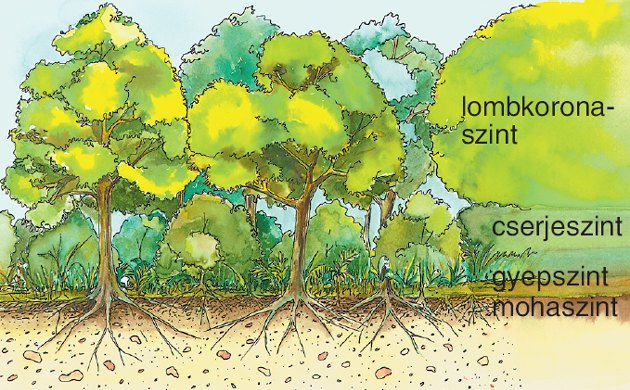 lombkorona-
szint
cserjeszint
gyepszint
mohaszint